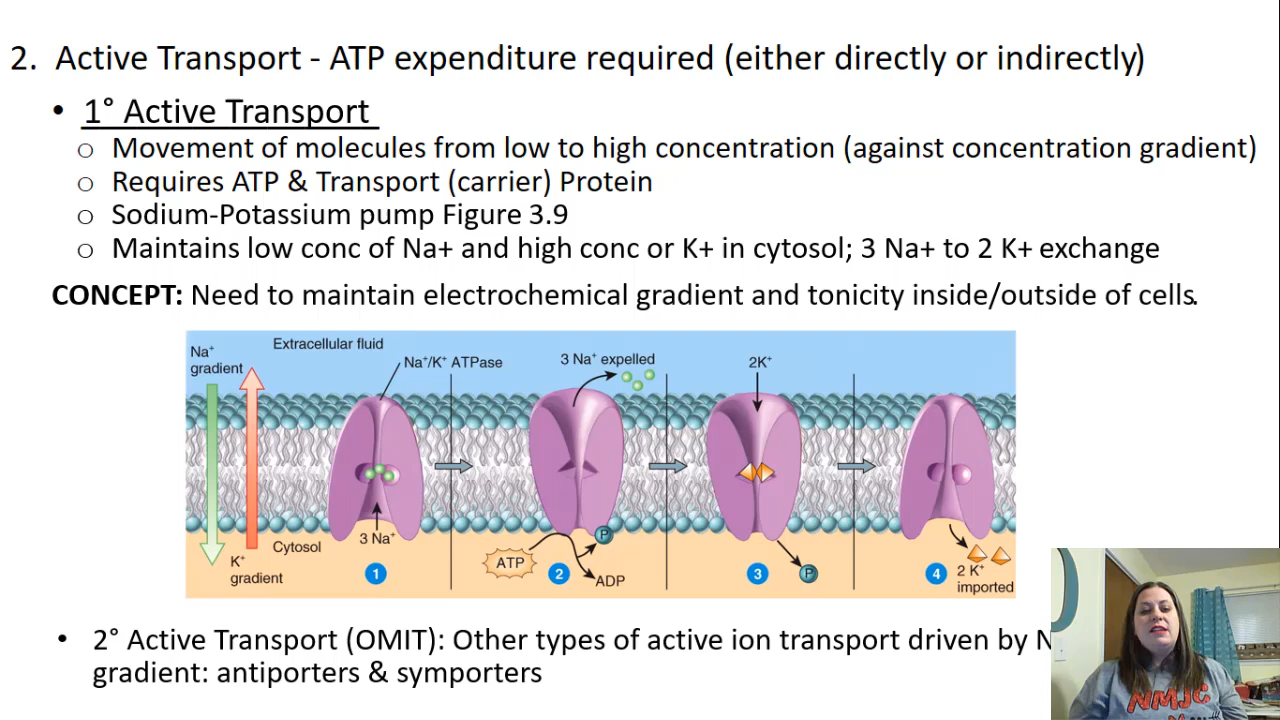 2. Active Transport - ATP expenditure required (either directly or indirectly)
• 1° Active Transport
o Movement of molecules from low to high concentration (against concentration gradient)
o Requires ATP & Transport (carrier) Protein
o Sodium-Potassium pump Figure 3.9
o Maintains low conc of Na+ and high conc or K+ in cytosol; 3 Na+ to 2 K+ exchange
CONCEPT: Need to maintain electrochemical gradient and tonicity inside/outside of cells.
Na⁺
gradient
Extracellular fluid
Na⁺/K⁺ ATPase
3 Na⁺ expelled
2K⁺
K⁺
gradient
Cytosol
3 Na⁺
1
ATP
2
P
ADP
3
P
4
2 K⁺
imported
• 2° Active Transport (OMIT): Other types of active ion transport driven by N
gradient: antiporters & symporters
NMJC